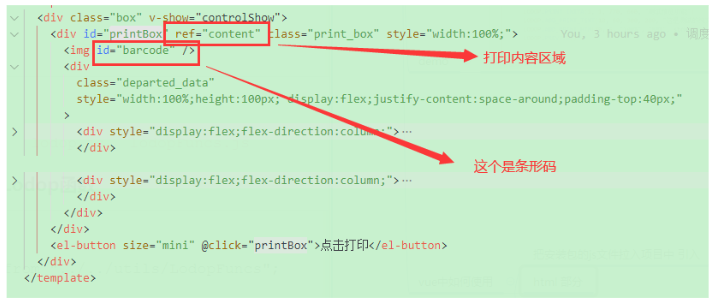 <div class="box" v-show="controlShow">
<div id="printBox" ref="content" class="print_box" style="width:100%;"> You, 3 hours ago • 调度
<img id="barcode" />
打印内容区域
<div
class="departed_data"
style="width:100%;height:100px; display:flex;justify-content:space-around;padding-top:40px;"
>
<div style="display:flex;flex-direction:column;">…
</div>
这个是条形码
<div style="display:flex;flex-direction:column;">…
</div>
</div>
</div>
<el-button size="mini" @click="printBox">点击打印</el-button>
</div>
</template>